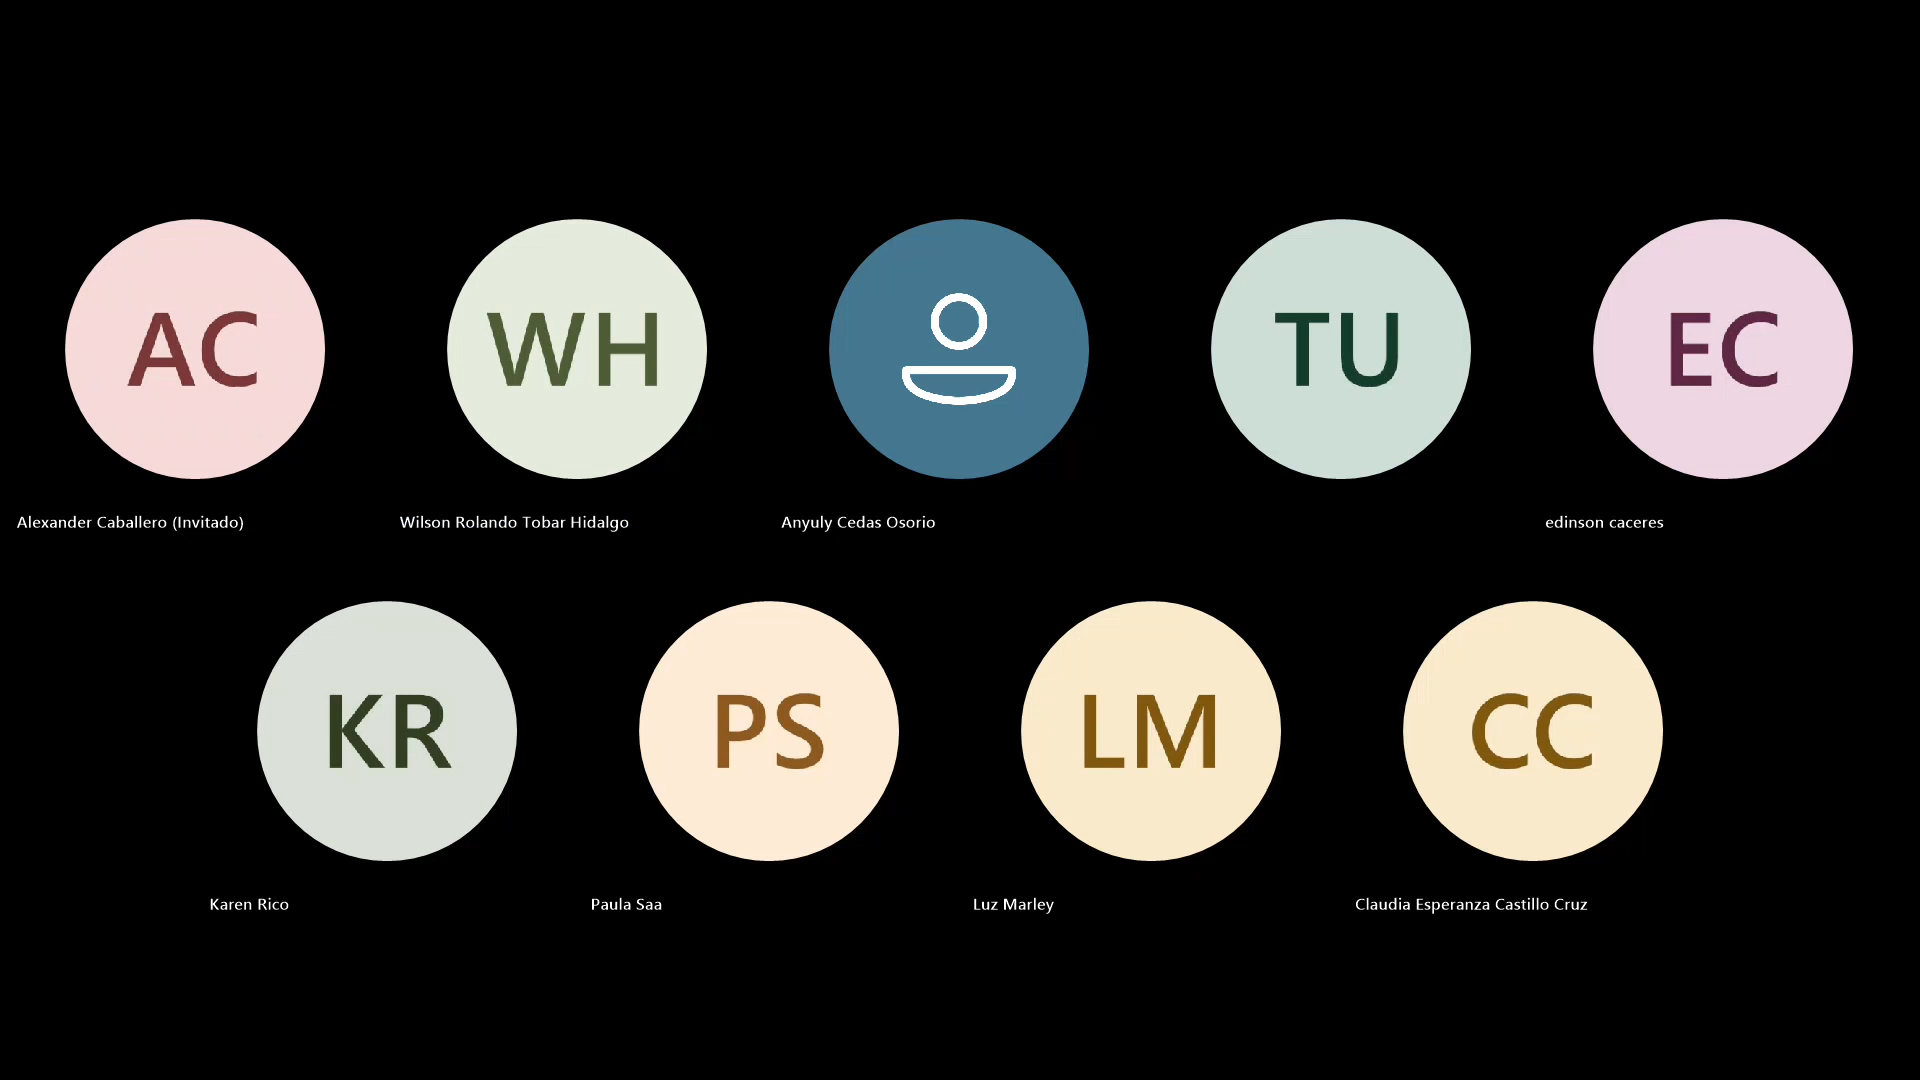 AC
WH
TU
EC
Alexander Caballero (Invitado)
Wilson Rolando Tobar Hidalgo
Anyuly Cedas Osorio
edinson caceres
KR
PS
LM
CC
Karen Rico
Paula Saa
Luz Marley
Claudia Esperanza Castillo Cruz